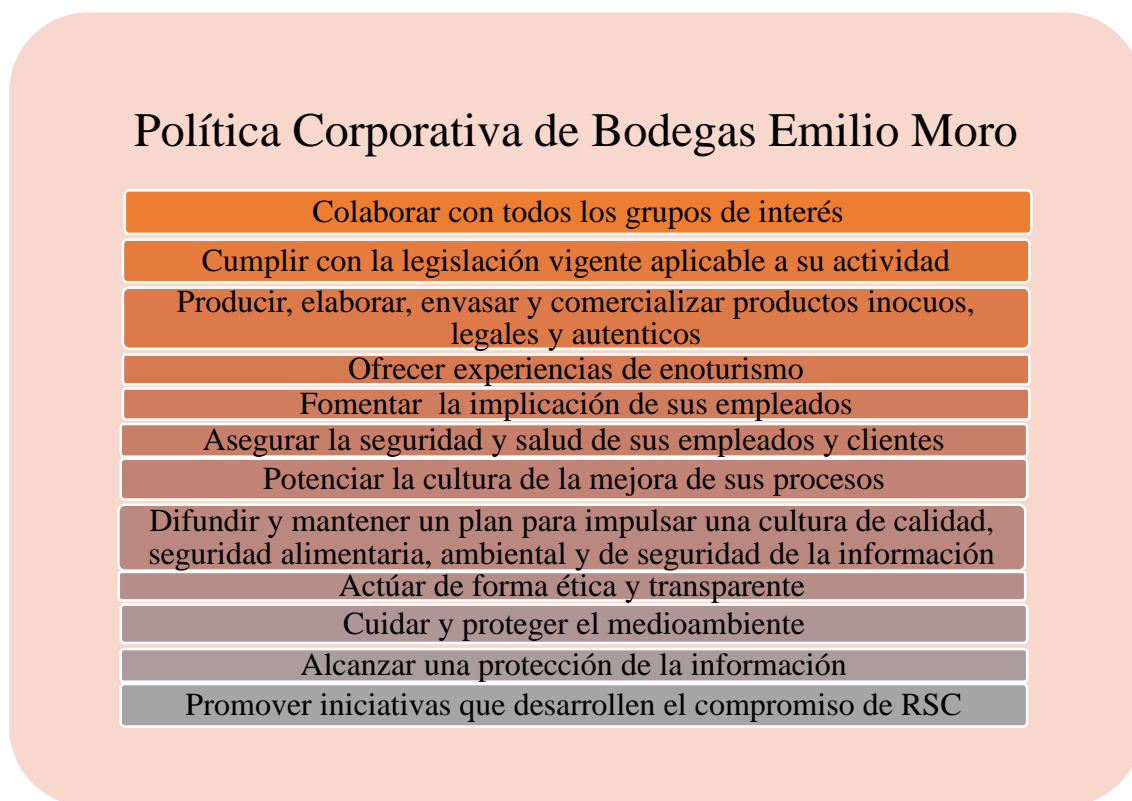 Política Corporativa de Bodegas Emilio Moro
Colaborar con todos los grupos de interés
Cumplir con la legislación vigente aplicable a su actividad
Producir, elaborar, envasar y comercializar productos inocuos,
legales y autenticos
Ofrecer experiencias de enoturismo
Fomentar  la implicación de sus empleados
Asegurar la seguridad y salud de sus empleados y clientes
Potenciar la cultura de la mejora de sus procesos
Difundir y mantener un plan para impulsar una cultura de calidad,
seguridad alimentaria, ambiental y de seguridad de la información
Actúar de forma ética y transparente
Cuidar y proteger el medioambiente
Alcanzar una protección de la información
Promover iniciativas que desarrollen el compromiso de RSC